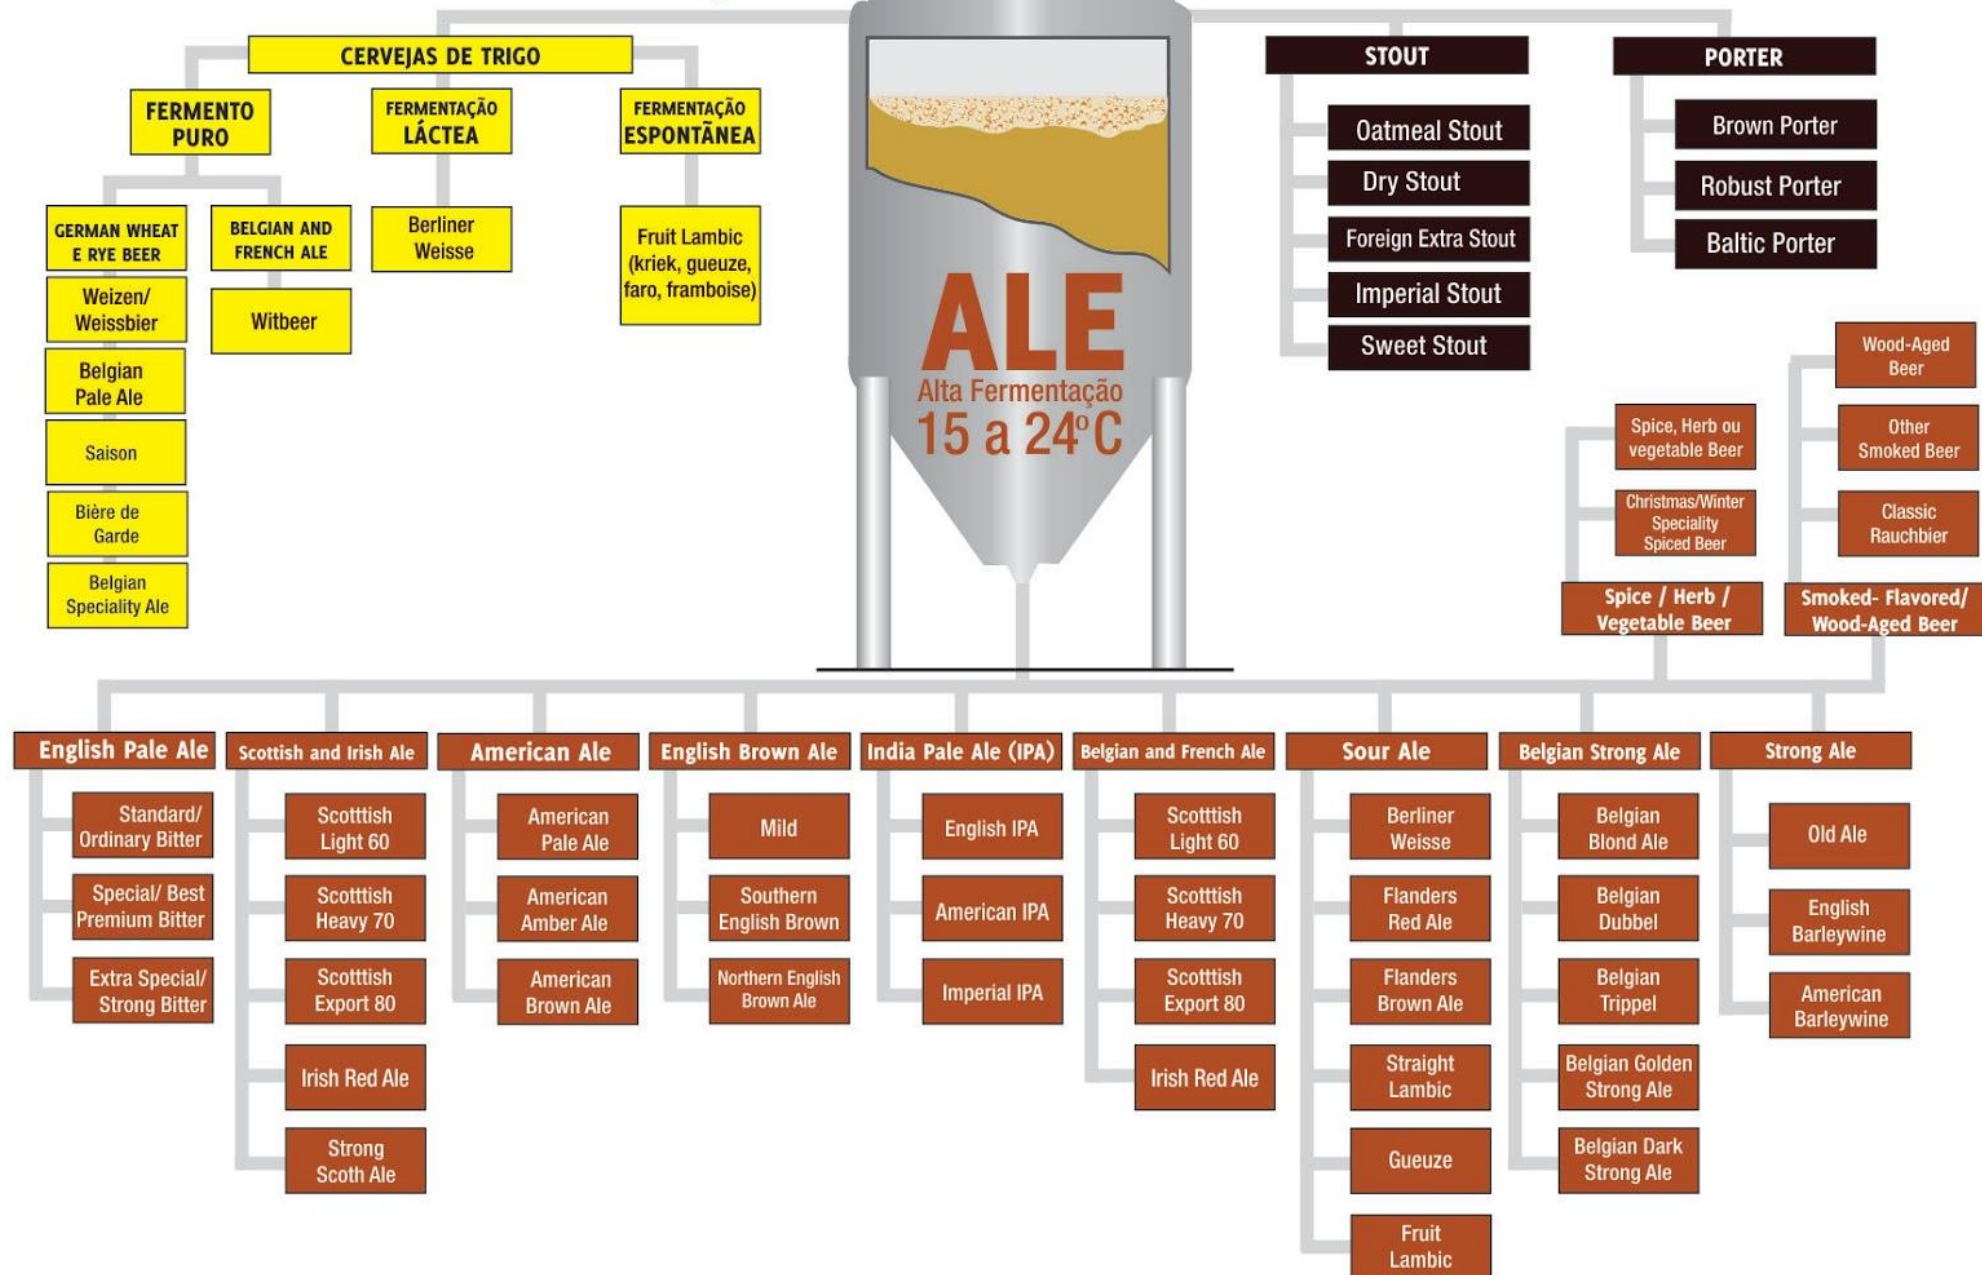 CERVEJAS DE TRIGO
FERMENTO
PURO
FERMENTAÇÃO
LÁCTEA
FERMENTAÇÃO
ESPONTÃNEA
GERMAN WHEAT
E RYE BEER
BELGIAN AND
FRENCH ALE
Berliner
Weisse
Fruit Lambic
(kriek, gueuze,
faro, framboise)
Weizen/
Weissbier
Witbeer
Belgian
Pale Ale
Saison
Bière de
Garde
Belgian
Speciality Ale
ALE
Alta Fermentação
15 a 24ºC
STOUT
Oatmeal Stout
Dry Stout
Foreign Extra Stout
Imperial Stout
Sweet Stout
PORTER
Brown Porter
Robust Porter
Baltic Porter
Spice, Herb ou
vegetable Beer
Christmas/Winter
Speciality
Spiced Beer
Spice / Herb /
Vegetable Beer
Wood-Aged
Beer
Other
Smoked Beer
Classic
Rauchbier
Smoked- Flavored/
Wood-Aged Beer
English Pale Ale
Standard/
Ordinary Bitter
Special/ Best
Premium Bitter
Extra Special/
Strong Bitter
Scottish and Irish Ale
Scotttish
Light 60
Scotttish
Heavy 70
Scotttish
Export 80
Irish Red Ale
Strong
Scoth Ale
American Ale
American
Pale Ale
American
Amber Ale
American
Brown Ale
English Brown Ale
Mild
Southern
English Brown
Northern English
Brown Ale
India Pale Ale (IPA)
English IPA
American IPA
Imperial IPA
Belgian and French Ale
Scotttish
Light 60
Scotttish
Heavy 70
Scotttish
Export 80
Irish Red Ale
Sour Ale
Berliner
Weisse
Flanders
Red Ale
Flanders
Brown Ale
Straight
Lambic
Gueuze
Fruit
Lambic
Belgian Strong Ale
Belgian
Blond Ale
Belgian
Dubbel
Belgian
Trippel
Belgian Golden
Strong Ale
Belgian Dark
Strong Ale
Strong Ale
Old Ale
English
Barleywine
American
Barleywine